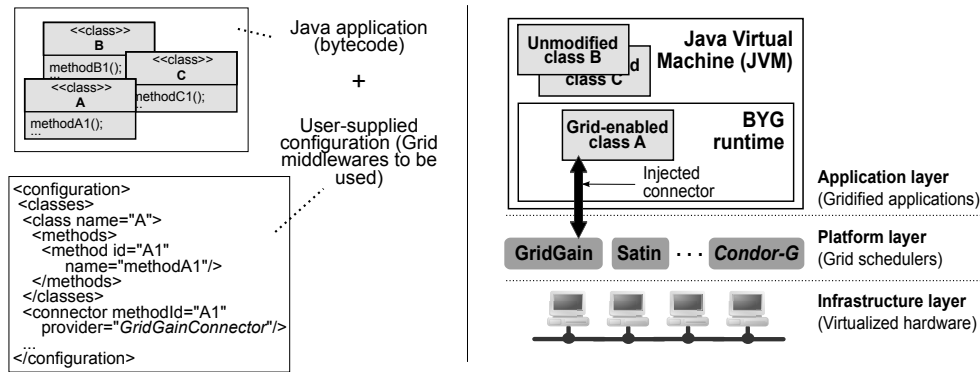 <<class>>
B
methodB1();
...
<<class>>
C
methodC1();
<<class>>
A
methodA1();
...
Java application
(bytecode)
+
User-supplied
configuration (Grid
middlewares to be
used)
<configuration>
<classes>
<class name="A">
<methods>
<method id="A1"
name="methodA1"/>
</methods>
</classes>
<connector methodId="A1"
provider="GridGainConnector"/>
...
</configuration>
Unmodified
class B
d
class C
Java Virtual
Machine (JVM)
Grid-enabled
class A
BYG
runtime
Injected
connector
Application layer
(Gridified applications)
GridGain
Satin
· · ·
Condor-G
Platform layer
(Grid schedulers)
Infrastructure layer
(Virtualized hardware)